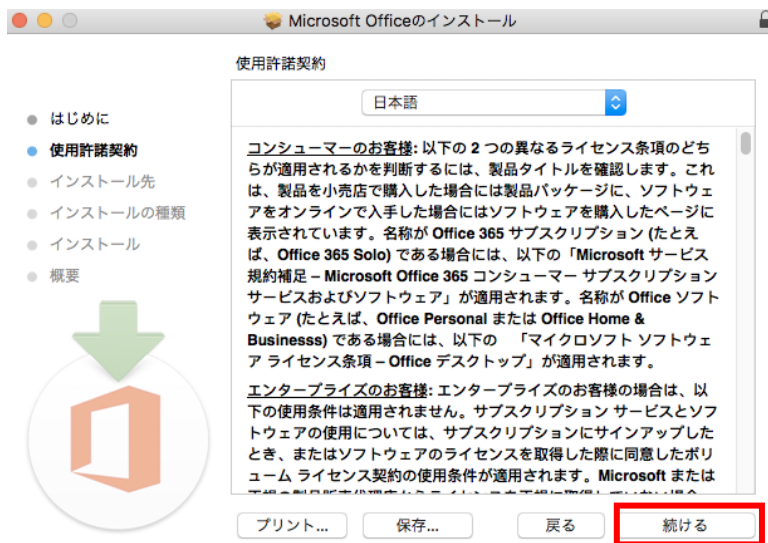 Microsoft Officeのインストール
使用許諾契約
はじめに
使用許諾契約
インストール先
インストールの種類
インストール
概要
日本語
コンシューマーのお客様: 以下の 2 つの異なるライセンス条項のどち
らが適用されるかを判断するには、製品タイトルを確認します。これ
は、製品を小売店で購入した場合には製品パッケージに、ソフトウェ
アをオンラインで入手した場合にはソフトウェアを購入したページに
表示されています。名称が Office 365 サブスクリプション (たとえ
ば、Office 365 Solo) である場合には、以下の「Microsoft サービス
規約補足 – Microsoft Office 365 コンシューマー サブスクリプション
サービスおよびソフトウェア」が適用されます。名称が Office ソフト
ウェア (たとえば、Office Personal または Office Home &
Businesss) である場合には、以下の 「マイクロソフト ソフトウェ
ア ライセンス条項 – Office デスクトップ」が適用されます。
エンタープライズのお客様: エンタープライズのお客様の場合は、以
下の使用条件は適用されません。サブスクリプション サービスとソフ
トウェアの使用については、サブスクリプションにサインアップした
とき、またはソフトウェアのライセンスを取得した際に同意したボリ
ューム ライセンス契約の使用条件が適用されます。Microsoft または
プリント...
保存...
戻る
続ける